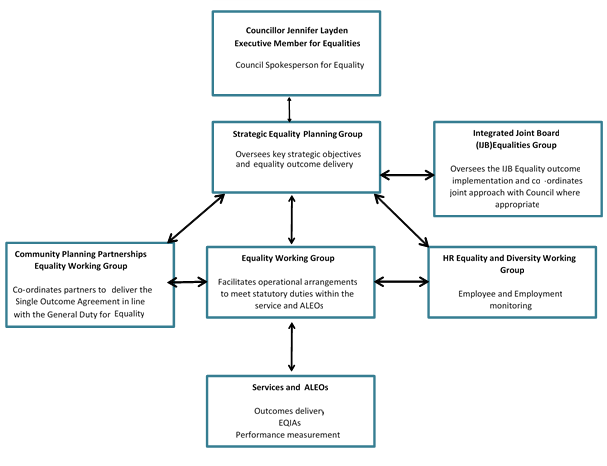 Councillor Jennifer Layden
Executive Member for Equalities
Council Spokesperson for Equality
Strategic Equality Planning Group
Oversees key strategic objectives
and equality outcome delivery
Integrated Joint Board
(IJB)Equalities Group
Oversees the IJB Equality outcome
implementation and co -ordinates
joint approach with Council where
appropriate
Community Planning Partnerships
Equality Working Group
Co-ordinates partners to deliver the
Single Outcome Agreement in line
with the General Duty for Equality
Equality Working Group
Facilitates operational arrangements
to meet statutory duties within the
service and ALEOs
HR Equality and Diversity Working
Group
Employee and Employment
monitoring
Services and ALEOs
Outcomes delivery
EQIAs
Performance measurement